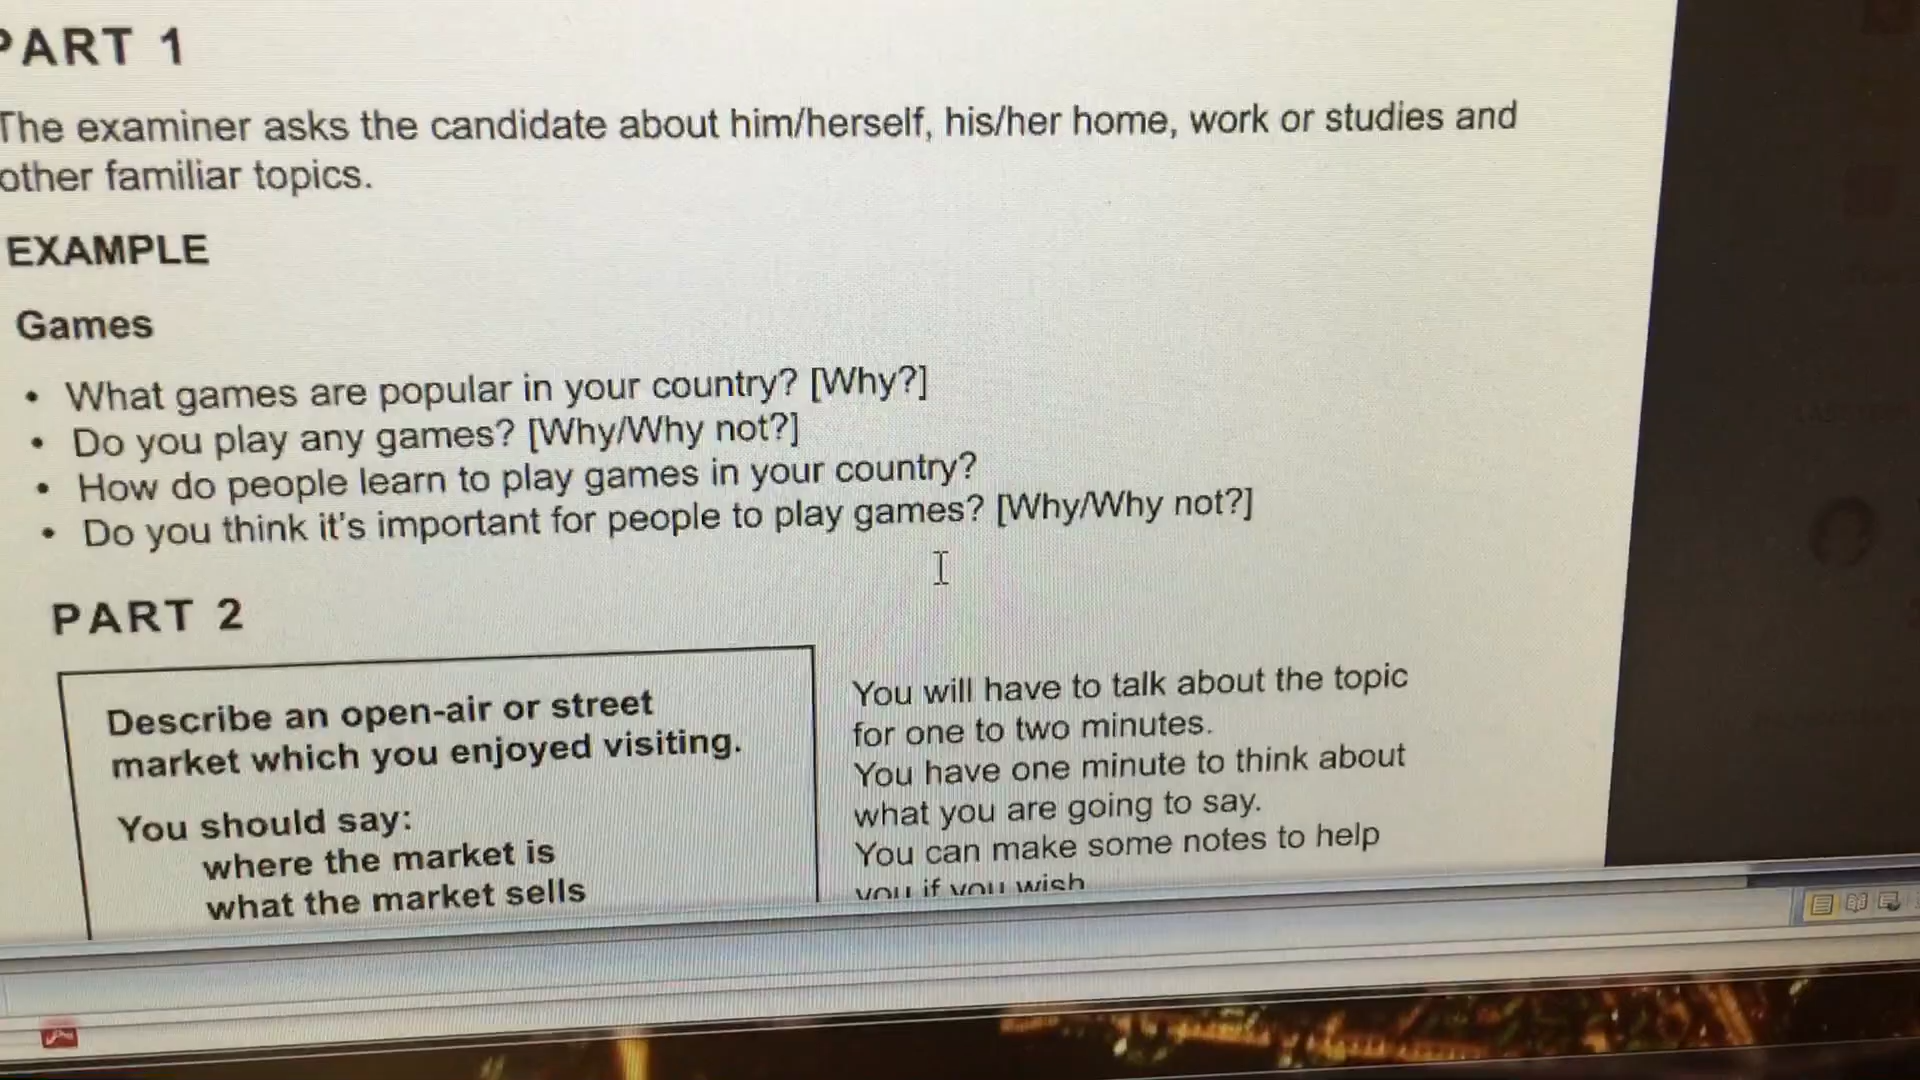 PART 1
The examiner asks the candidate about him/herself, his/her home, work or studies and
other familiar topics.
EXAMPLE
Games
• What games are popular in your country? [Why?]
• Do you play any games? [Why/Why not?]
• How do people learn to play games in your country?
• Do you think it's important for people to play games? [Why/Why not?]
PART 2
Describe an open-air or street
market which you enjoyed visiting.
You should say:
where the market is
what the market sells
You will have to talk about the topic
for one to two minutes.
You have one minute to think about
what you are going to say.
You can make some notes to help
you if you wish